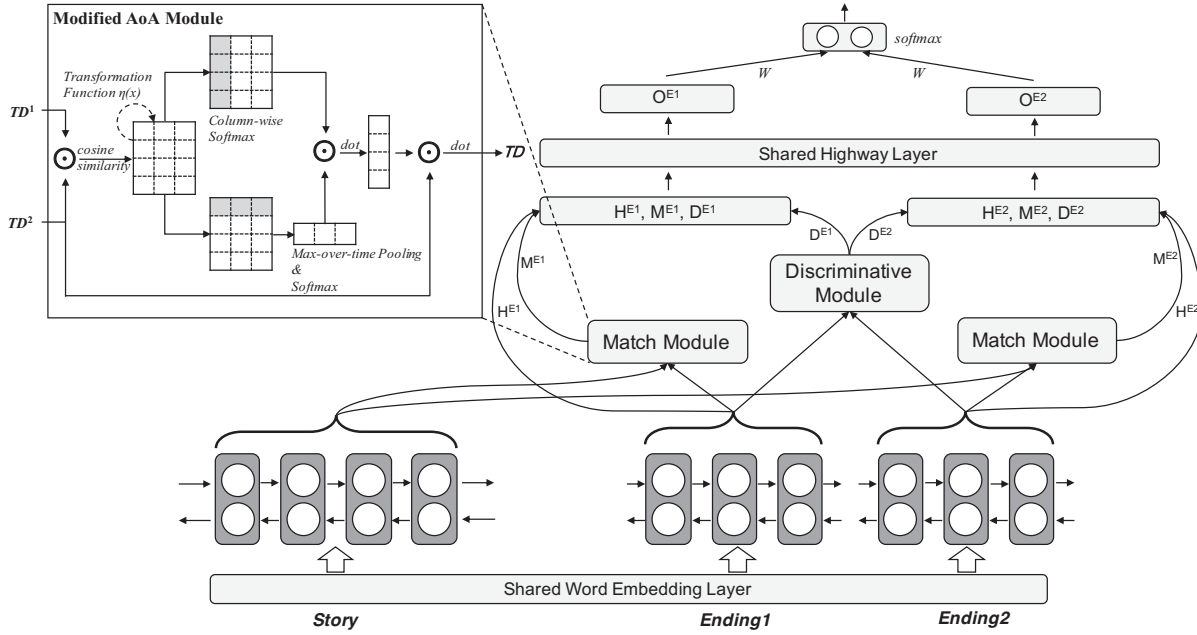 Modified AoA Module
Transformation
Function η(x)
TD¹
cosine
similarity
Column-wise
Softmax
dot
dot
TD
TD²
Max-over-time Pooling
&
Softmax
softmax
W
W
O^E1
O^E2
Shared Highway Layer
H^E1, M^E1, D^E1
H^E2, M^E2, D^E2
D^E1
D^E2
M^E1
M^E2
H^E1
H^E2
Discriminative
Module
Match Module
Match Module
Shared Word Embedding Layer
Story
Ending1
Ending2